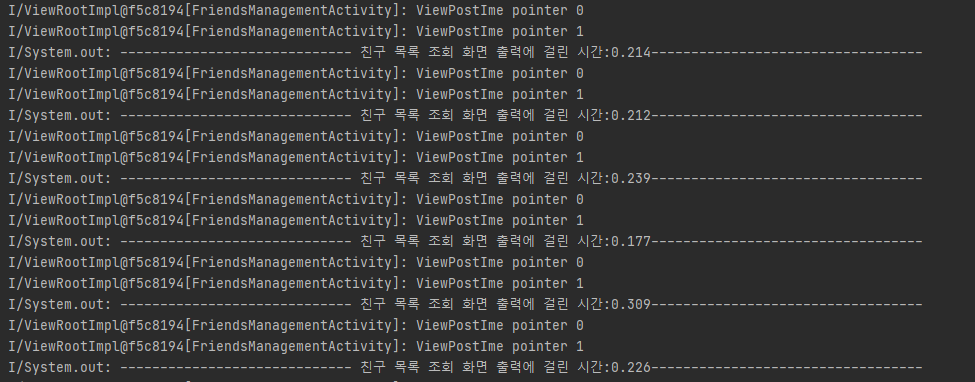 I/ViewRootImpl@f5c8194[FriendsManagementActivity]: ViewPostIme pointer 0
I/ViewRootImpl@f5c8194[FriendsManagementActivity]: ViewPostIme pointer 1
I/System.out: ----------------------------- 친구 목록 조회 화면 출력에 걸린 시간:0.214----------------------------------
I/ViewRootImpl@f5c8194[FriendsManagementActivity]: ViewPostIme pointer 0
I/ViewRootImpl@f5c8194[FriendsManagementActivity]: ViewPostIme pointer 1
I/System.out: ----------------------------- 친구 목록 조회 화면 출력에 걸린 시간:0.212----------------------------------
I/ViewRootImpl@f5c8194[FriendsManagementActivity]: ViewPostIme pointer 0
I/ViewRootImpl@f5c8194[FriendsManagementActivity]: ViewPostIme pointer 1
I/System.out: ----------------------------- 친구 목록 조회 화면 출력에 걸린 시간:0.239----------------------------------
I/ViewRootImpl@f5c8194[FriendsManagementActivity]: ViewPostIme pointer 0
I/ViewRootImpl@f5c8194[FriendsManagementActivity]: ViewPostIme pointer 1
I/System.out: ----------------------------- 친구 목록 조회 화면 출력에 걸린 시간:0.177----------------------------------
I/ViewRootImpl@f5c8194[FriendsManagementActivity]: ViewPostIme pointer 0
I/ViewRootImpl@f5c8194[FriendsManagementActivity]: ViewPostIme pointer 1
I/System.out: ----------------------------- 친구 목록 조회 화면 출력에 걸린 시간:0.309----------------------------------
I/ViewRootImpl@f5c8194[FriendsManagementActivity]: ViewPostIme pointer 0
I/ViewRootImpl@f5c8194[FriendsManagementActivity]: ViewPostIme pointer 1
I/System.out: ----------------------------- 친구 목록 조회 화면 출력에 걸린 시간:0.226----------------------------------